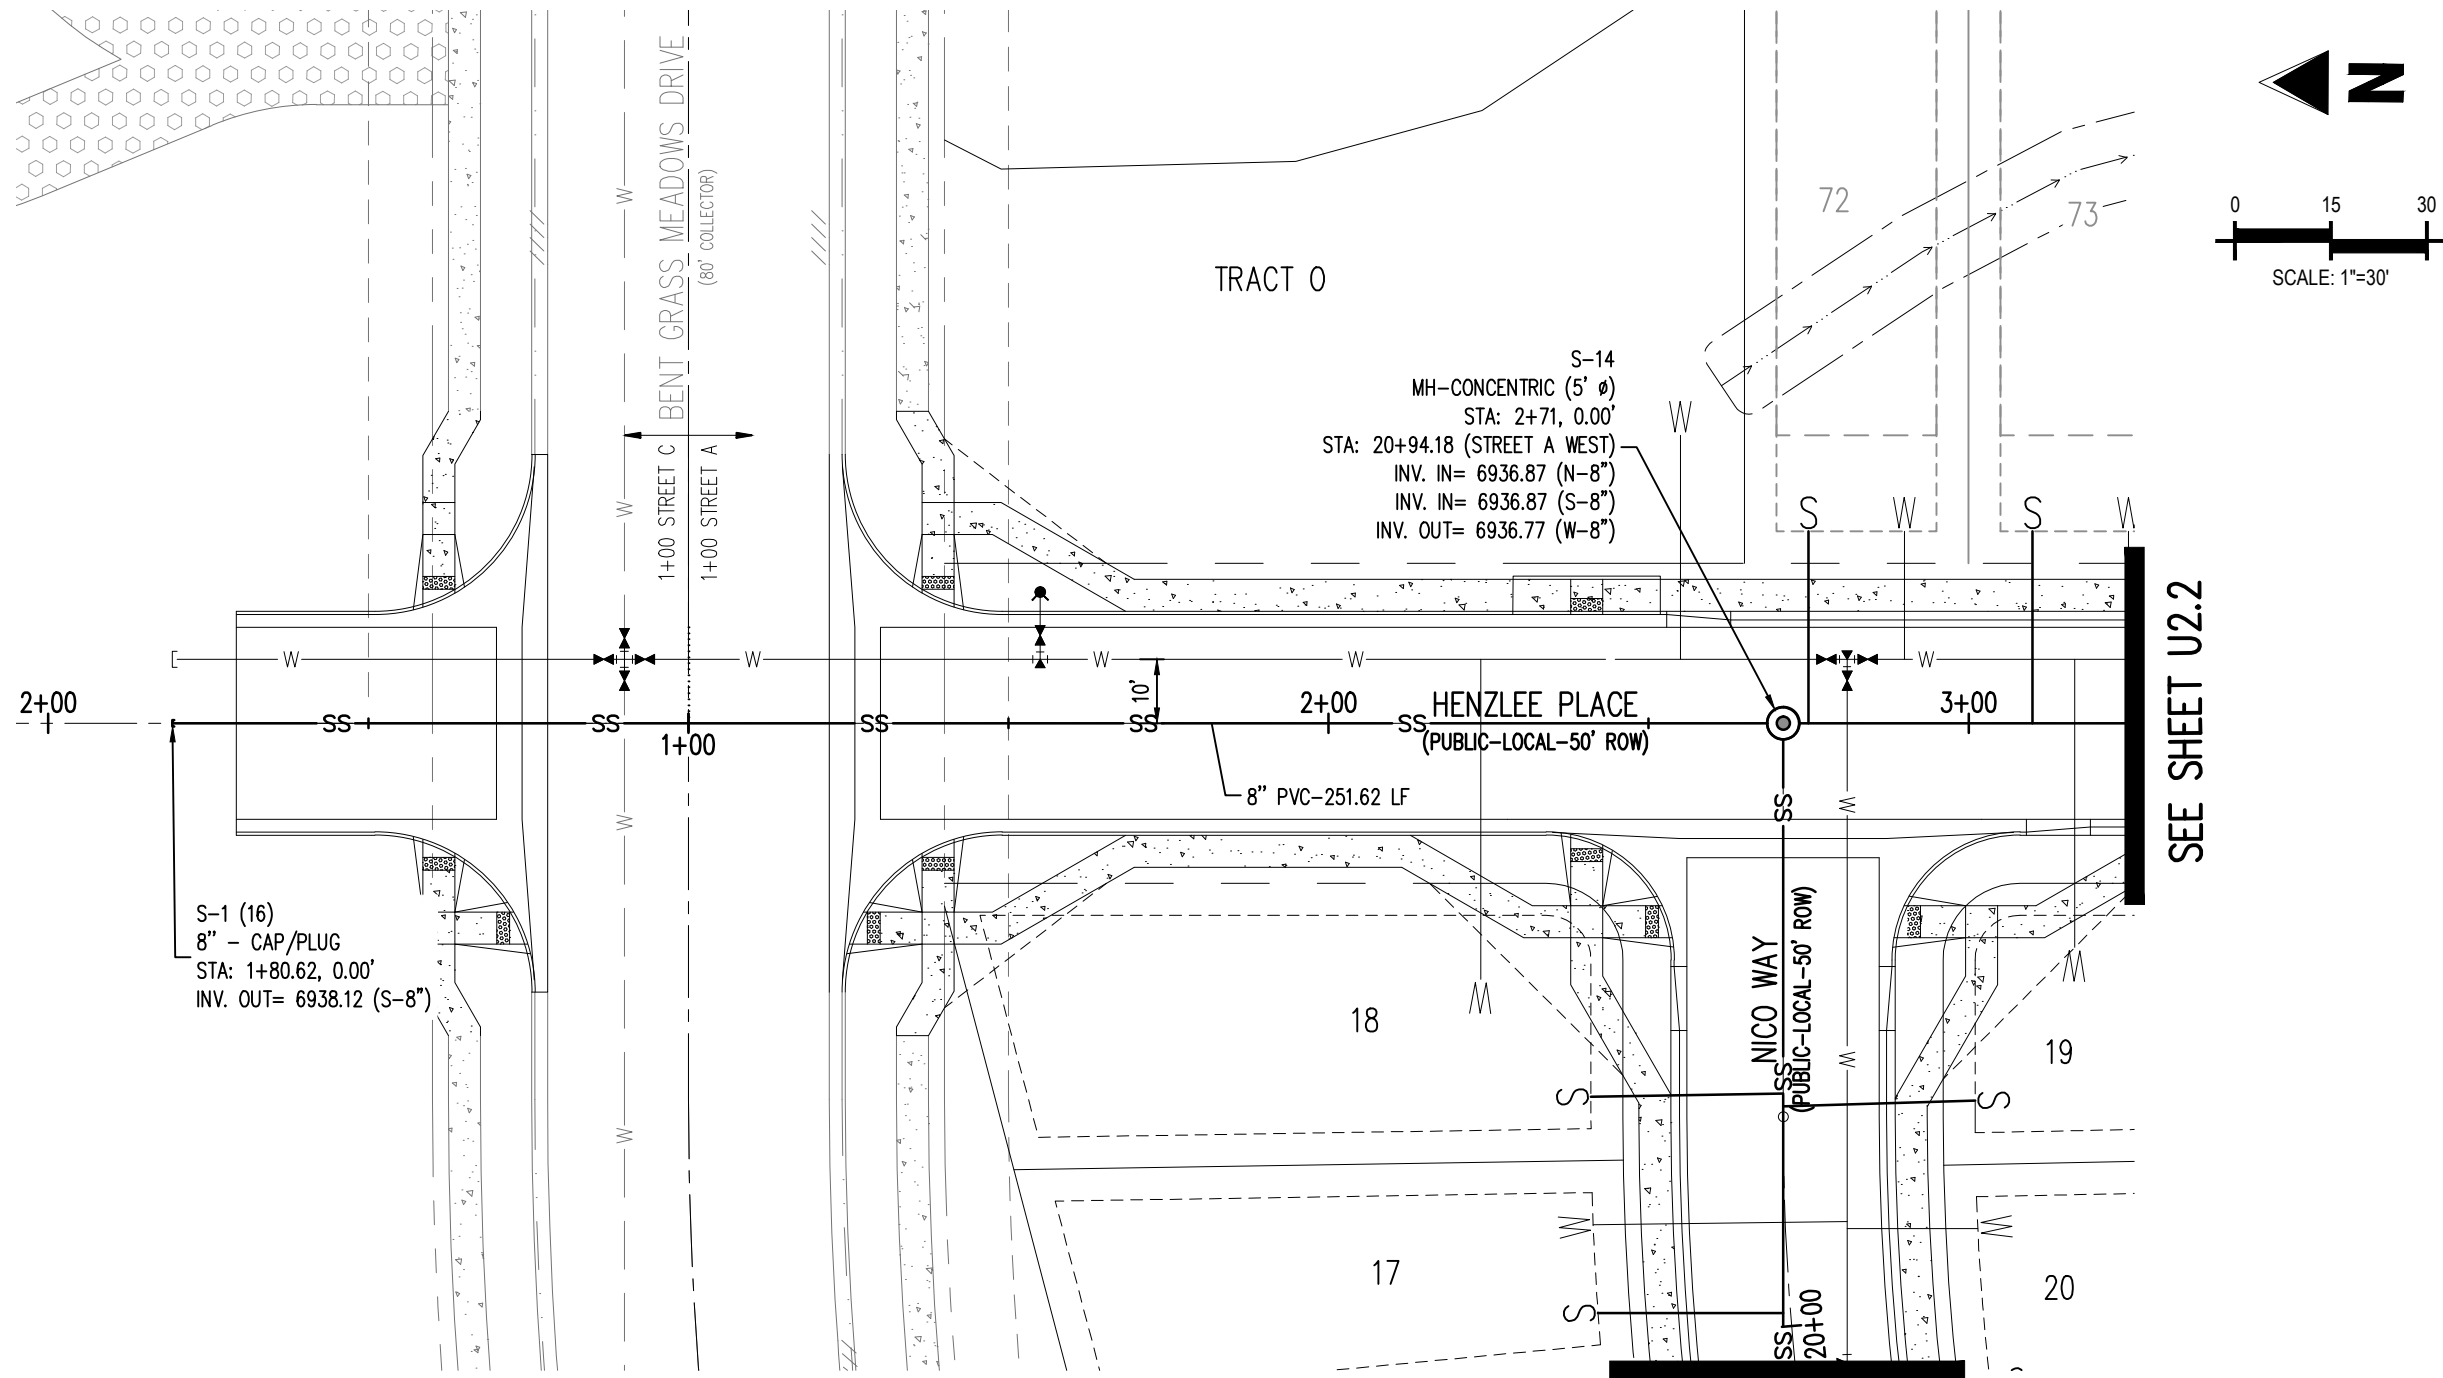 BENT GRASS MEADOWS DRIVE
(80' COLLECTOR)
1+00 STREET C
1+00 STREET A
W
W
W
W
TRACT O
72
73
N
0 15 30
SCALE: 1"=30'
S-14
MH-CONCENTRIC (5' ø)
STA: 2+71, 0.00'
STA: 20+94.18 (STREET A WEST)
INV. IN= 6936.87 (N-8")
INV. IN= 6936.87 (S-8")
INV. OUT= 6936.77 (W-8")
W
S W S W
SEE SHEET U2.2
W W W W W
10'
2+00
1+00
2+00
3+00
SS SS SS SS SS
HENZLEE PLACE
(PUBLIC-LOCAL-50' ROW)
8" PVC-251.62 LF
S-1 (16)
8" - CAP/PLUG
STA: 1+80.62, 0.00'
INV. OUT= 6938.12 (S-8")
SS
W
NICO WAY
(PUBLIC-LOCAL-50' ROW)
W W
18
19
SS
W
S S
W W
17
20
S
SS
20+00